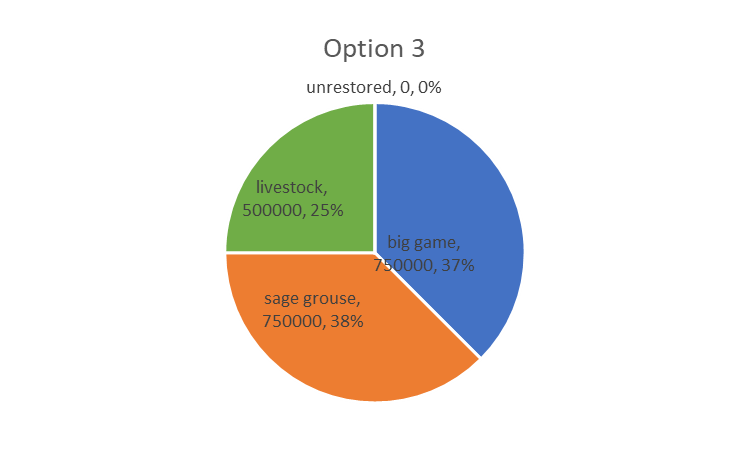 Option 3
unrestored, 0, 0%
livestock,
500000, 25%
big game,
750000, 37%
sage grouse,
750000, 38%